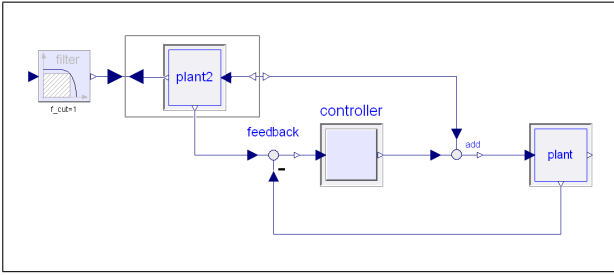 filter
f_cut=1
plant2
controller
feedback
-
add
plant